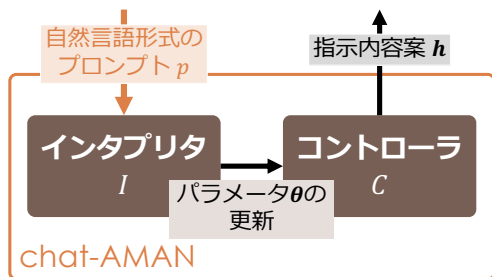 自然言語形式の
プロンプト p
指示内容案 h
インタプリタ
I
コントローラ
C
パラメータθの
更新
chat-AMAN